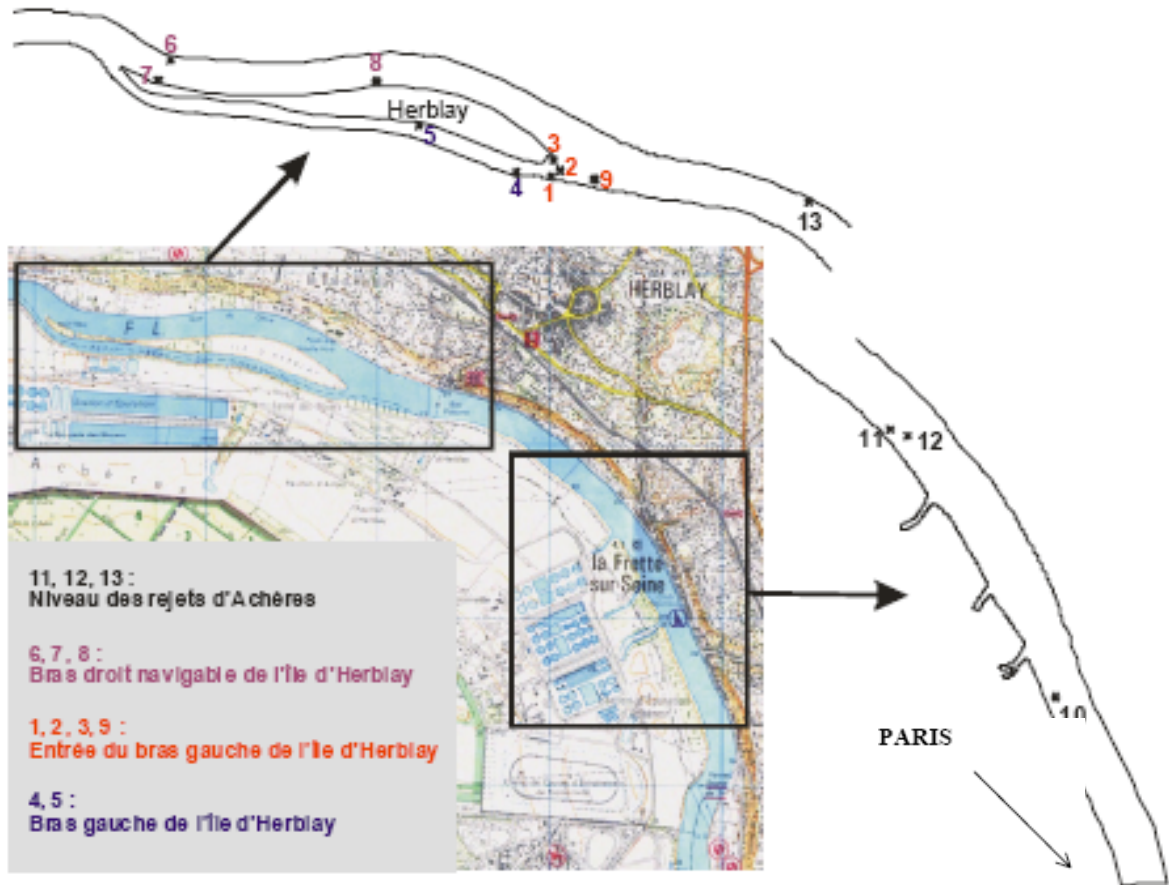 6
8
7
Herblay
5
3
2
4
1
9
13
HERBLAY
F L
11
12
la Frette
sur-Seine
10
PARIS
11, 12, 13 :
Niveau des rejets d'Achères
6, 7, 8 :
Bras droit navigable de l'Île d'Herblay
1, 2, 3, 9 :
Entrée du bras gauche de l'Île d'Herblay
4, 5 :
Bras gauche de l'Île d'Herblay